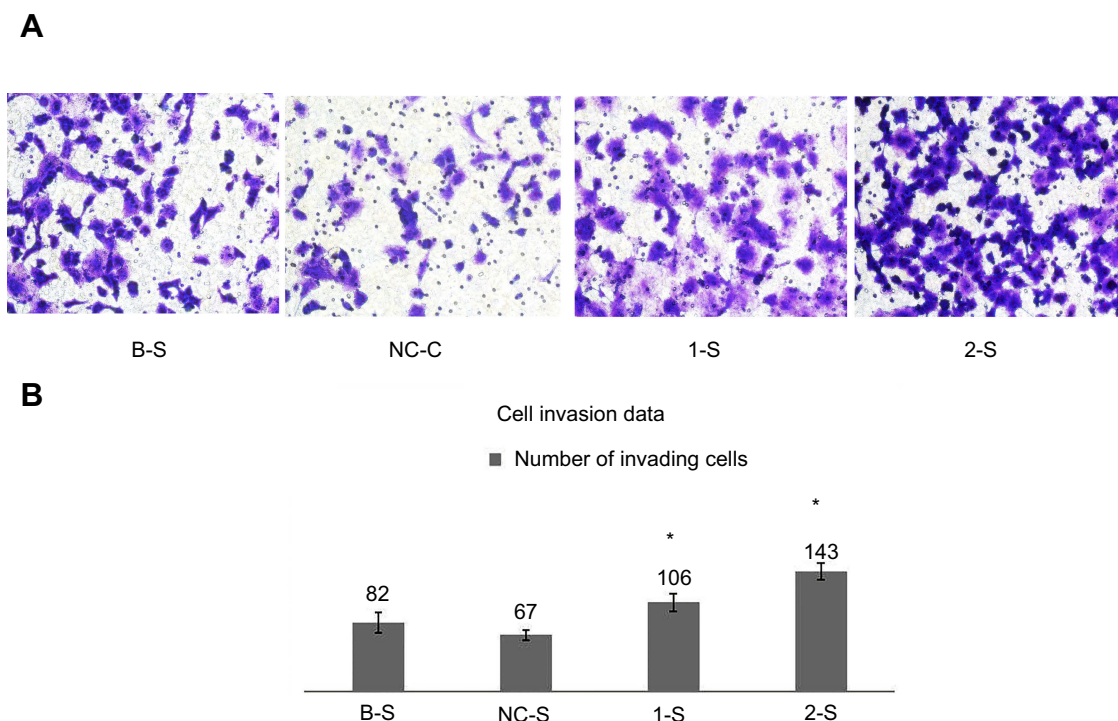 A
B-S NC-C 1-S 2-S
B
Cell invasion data
Number of invading cells
* *
82 67 106 143
B-S NC-S 1-S 2-S